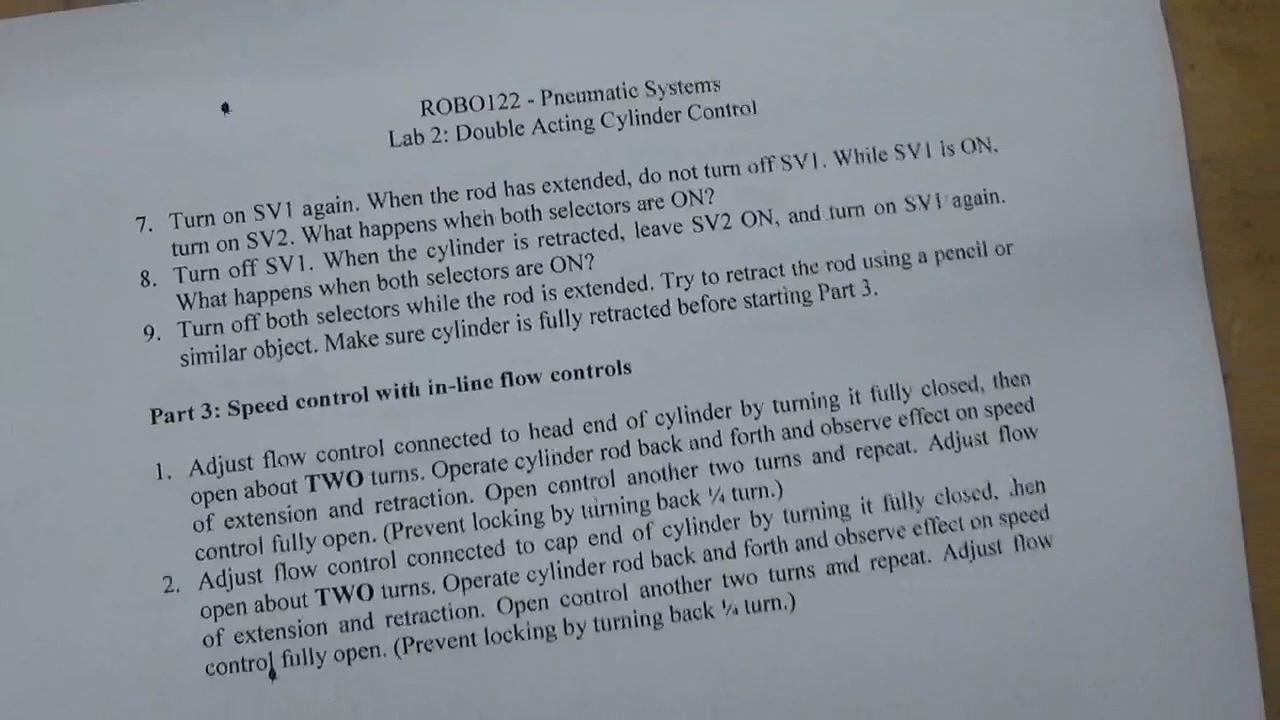 ROBO122 - Pneumatic Systems
Lab 2: Double Acting Cylinder Control
7. Turn on SV1 again. When the rod has extended, do not turn off SV1. While SV1 is ON,
turn on SV2. What happens when both selectors are ON?
8. Turn off SV1. When the cylinder is retracted, leave SV2 ON, and turn on SV1 again.
What happens when both selectors are ON?
9. Turn off both selectors while the rod is extended. Try to retract the rod using a pencil or
similar object. Make sure cylinder is fully retracted before starting Part 3.
Part 3: Speed control with in-line flow controls
1. Adjust flow control connected to head end of cylinder by turning it fully closed, then
open about TWO turns. Operate cylinder rod back and forth and observe effect on speed
of extension and retraction. Open control another two turns and repeat. Adjust flow
control fully open. (Prevent locking by turning back ¼ turn.)
2. Adjust flow control connected to cap end of cylinder by turning it fully closed, then
open about TWO turns. Operate cylinder rod back and forth and observe effect on speed
of extension and retraction. Open control another two turns and repeat. Adjust flow
control fully open. (Prevent locking by turning back ¼ turn.)